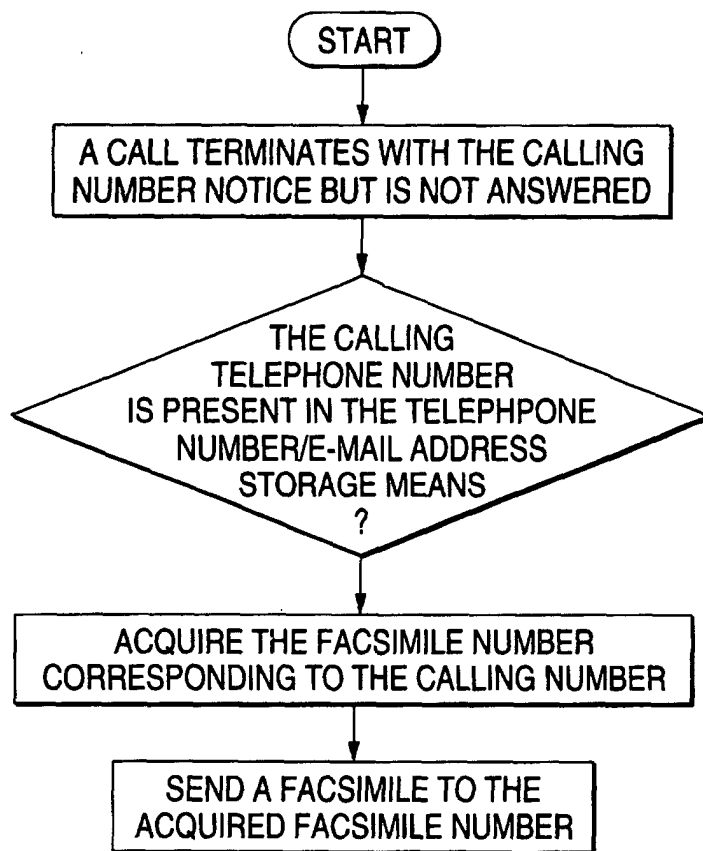 START
A CALL TERMINATES WITH THE CALLING
NUMBER NOTICE BUT IS NOT ANSWERED
THE CALLING
TELEPHONE NUMBER
IS PRESENT IN THE TELEPHPONE
NUMBER/E-MAIL ADDRESS
STORAGE MEANS
?
ACQUIRE THE FACSIMILE NUMBER
CORRESPONDING TO THE CALLING NUMBER
SEND A FACSIMILE TO THE
ACQUIRED FACSIMILE NUMBER